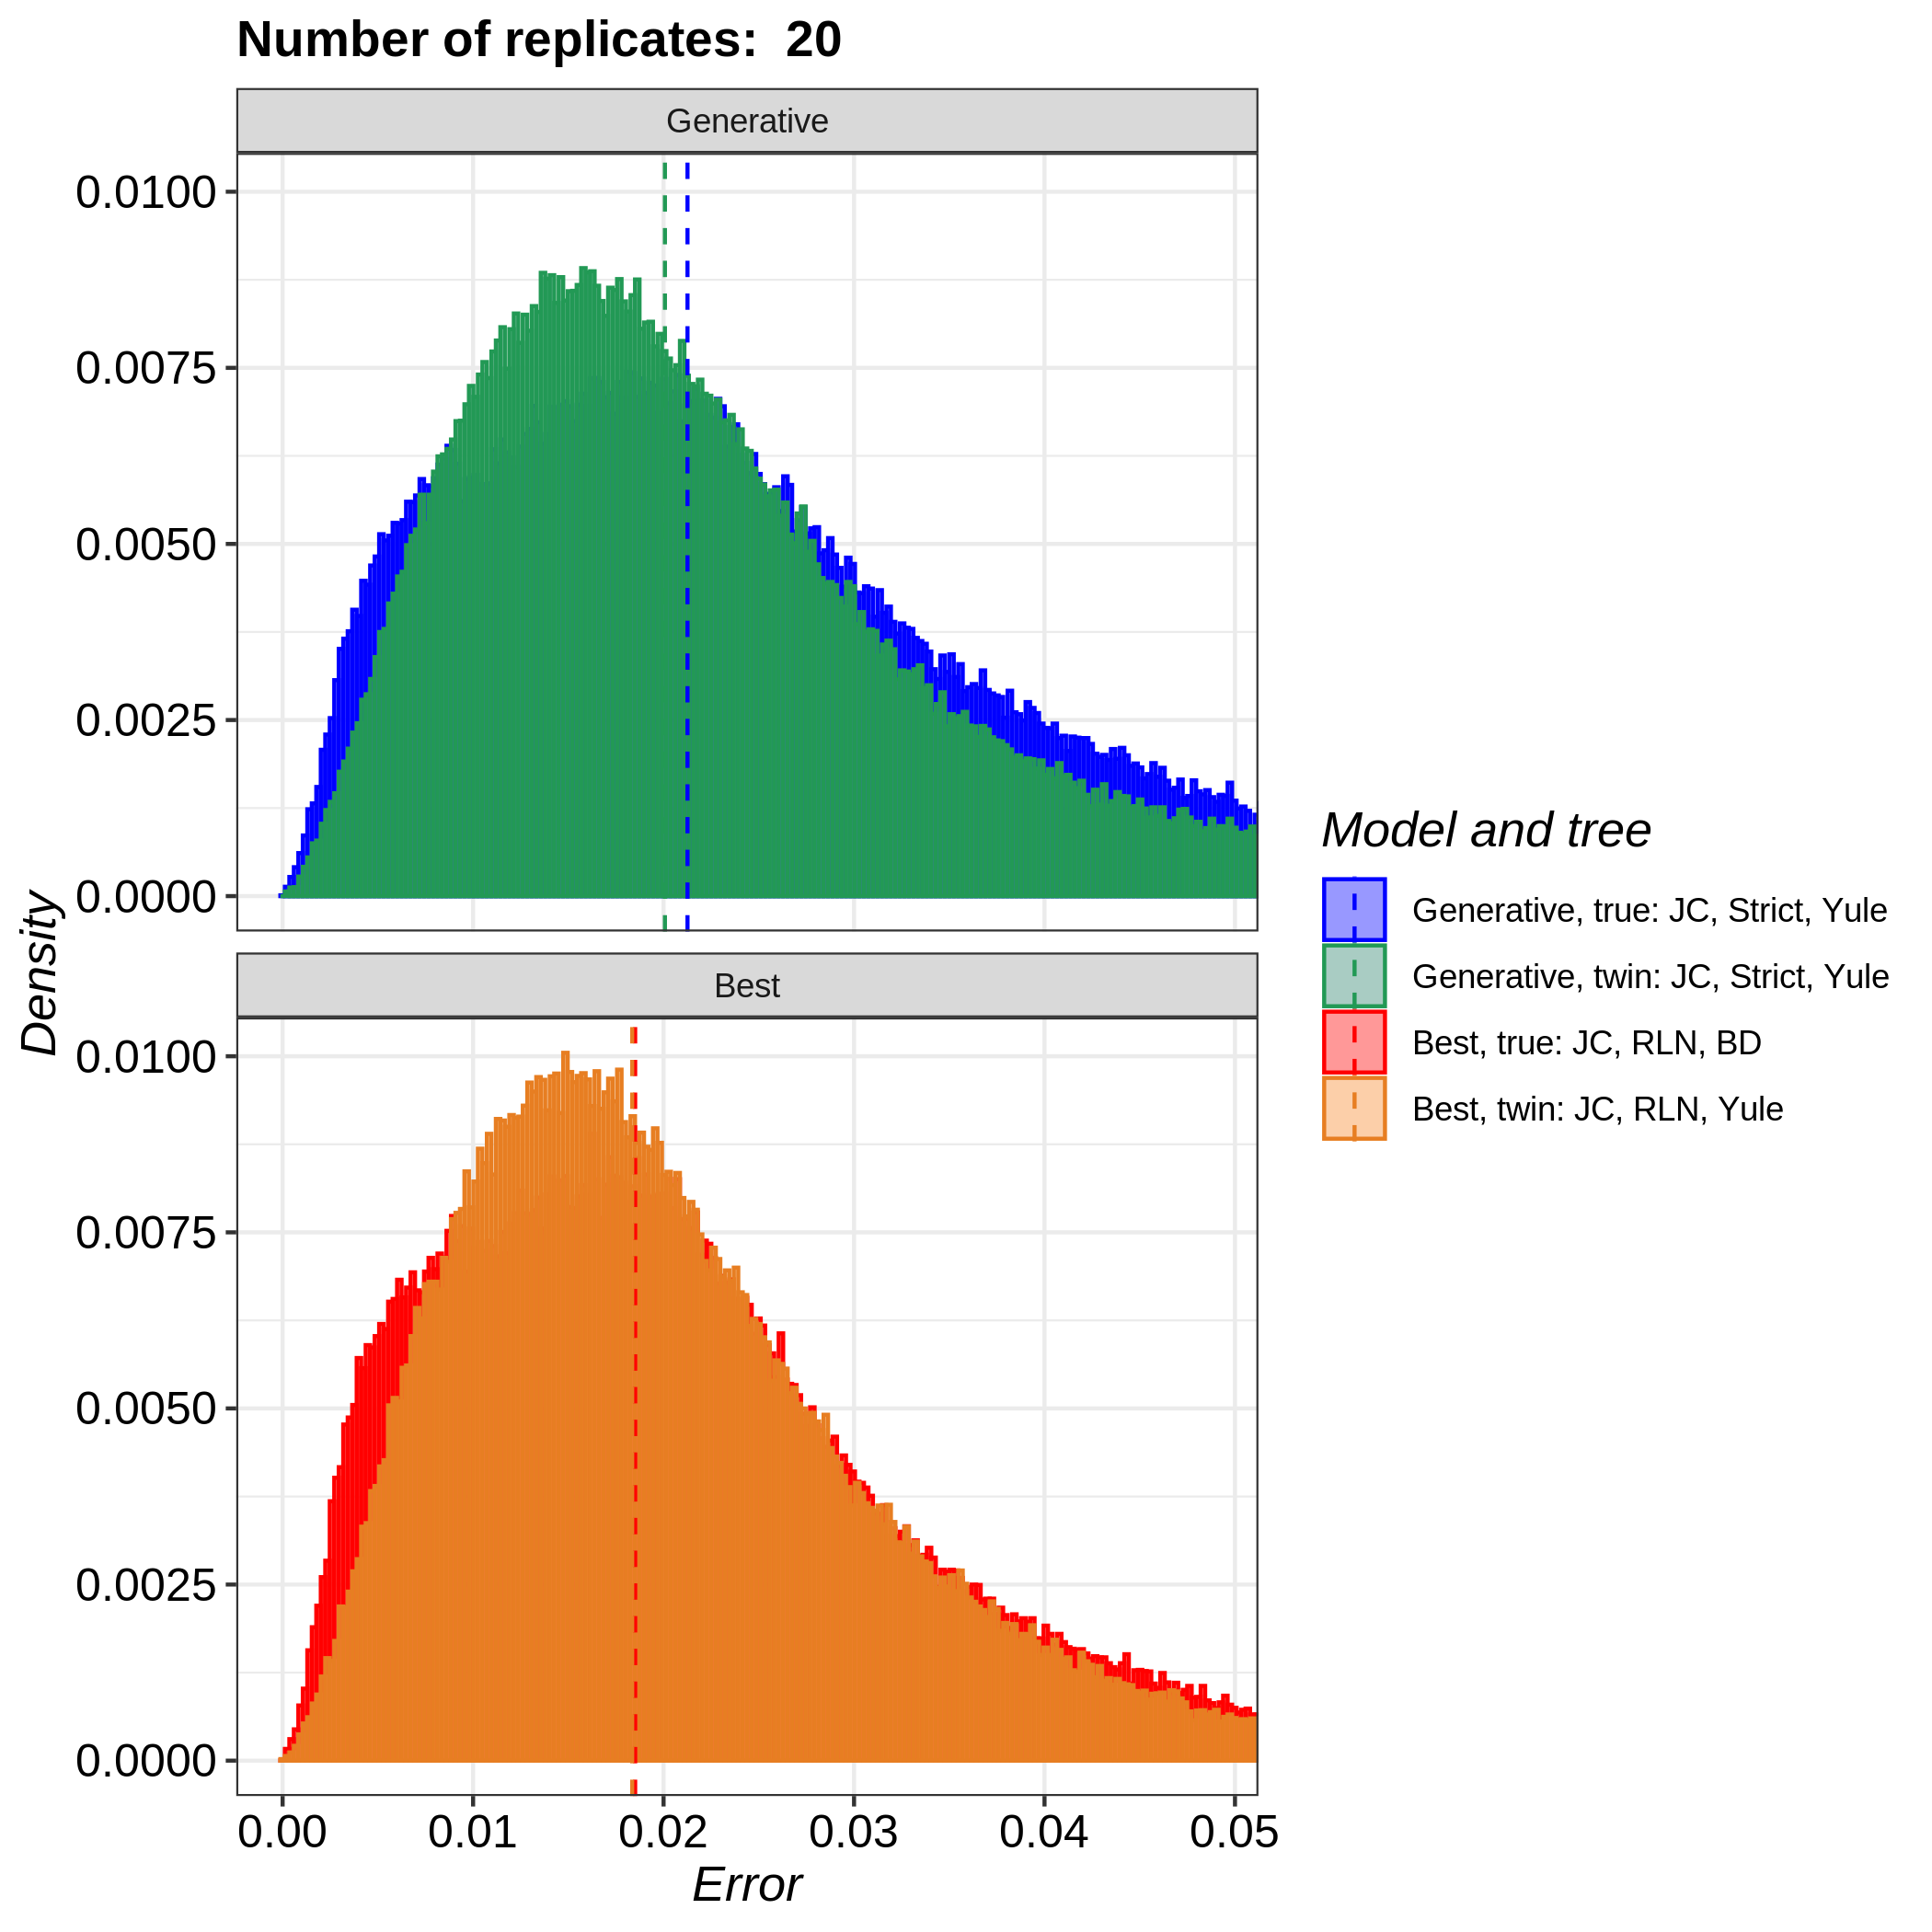 Number of replicates:  20
Generative
0.0100
0.0075
0.0050
0.0025
0.0000
Density
Best
0.0100
0.0075
0.0050
0.0025
0.0000
0.00 0.01 0.02 0.03 0.04 0.05
Error
Model and tree
Generative, true: JC, Strict, Yule
Generative, twin: JC, Strict, Yule
Best, true: JC, RLN, BD
Best, twin: JC, RLN, Yule